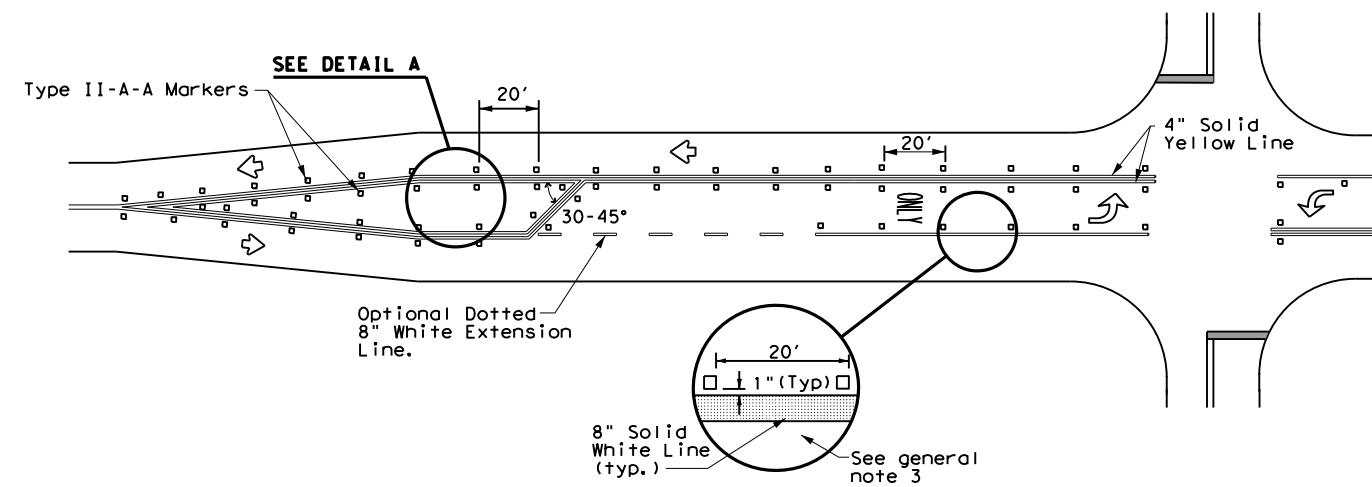 SEE DETAIL A
Type II-A-A Markers
20'
20'
4" Solid
Yellow Line
30-45°
ONLY
Optional Dotted
8" White Extension
Line.
20'
1"(Typ)
8" Solid
White Line
(typ.)
See general
note 3